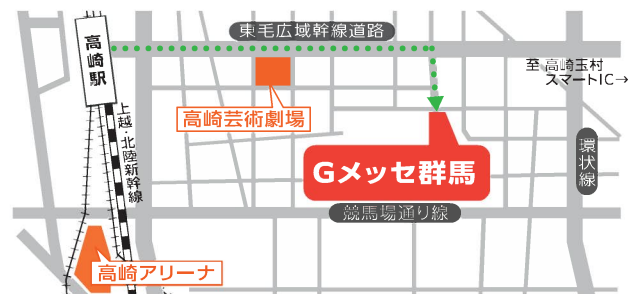 東毛広域幹線道路
高崎駅
至 高崎玉村
スマートIC→
高崎芸術劇場
上越・北陸新幹線
Gメッセ群馬
環状線
競馬場通り線
高崎アリーナ